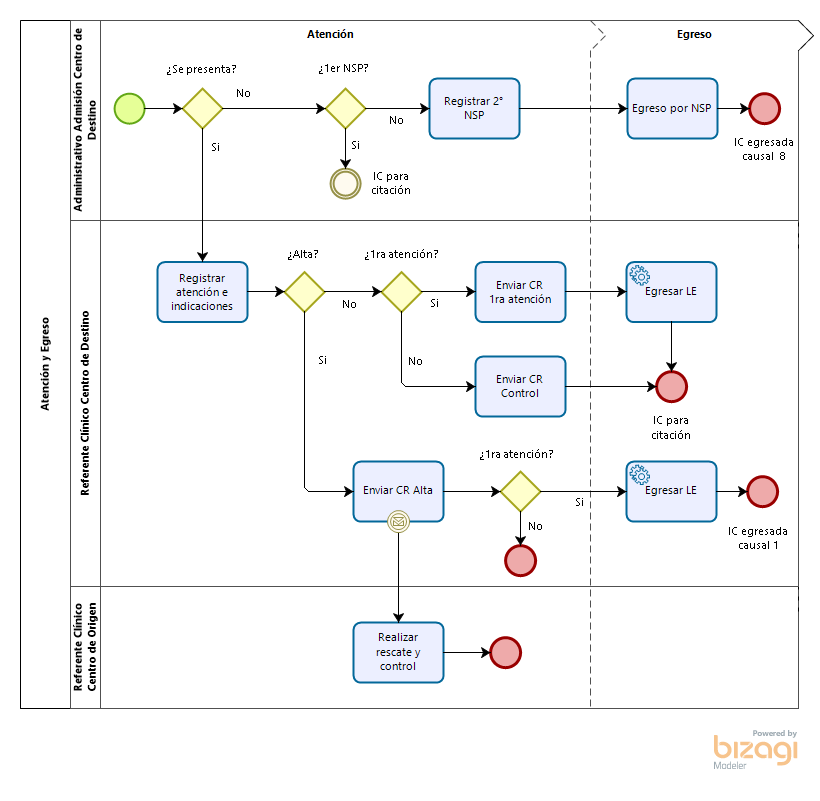 Atención
Egreso
Atención y Egreso
Administrativo Admisión Centro de
Destino
¿Se presenta?
¿1er NSP?
No
Si
No
Si
Registrar 2°
NSP
Egreso por NSP
IC egresada
causal 8
IC para
citación
Referente Clínico Centro de Destino
Registrar
atención e
indicaciones
¿Alta?
¿1ra atención?
No
Si
Enviar CR
1ra atención
Egresar LE
Si
No
Enviar CR
Control
IC para
citación
Enviar CR Alta
¿1ra atención?
Si
No
Egresar LE
IC egresada
causal 1
Referente Clínico
Centro de Origen
Realizar
rescate y
control
Powered by
bizagi
Modeler